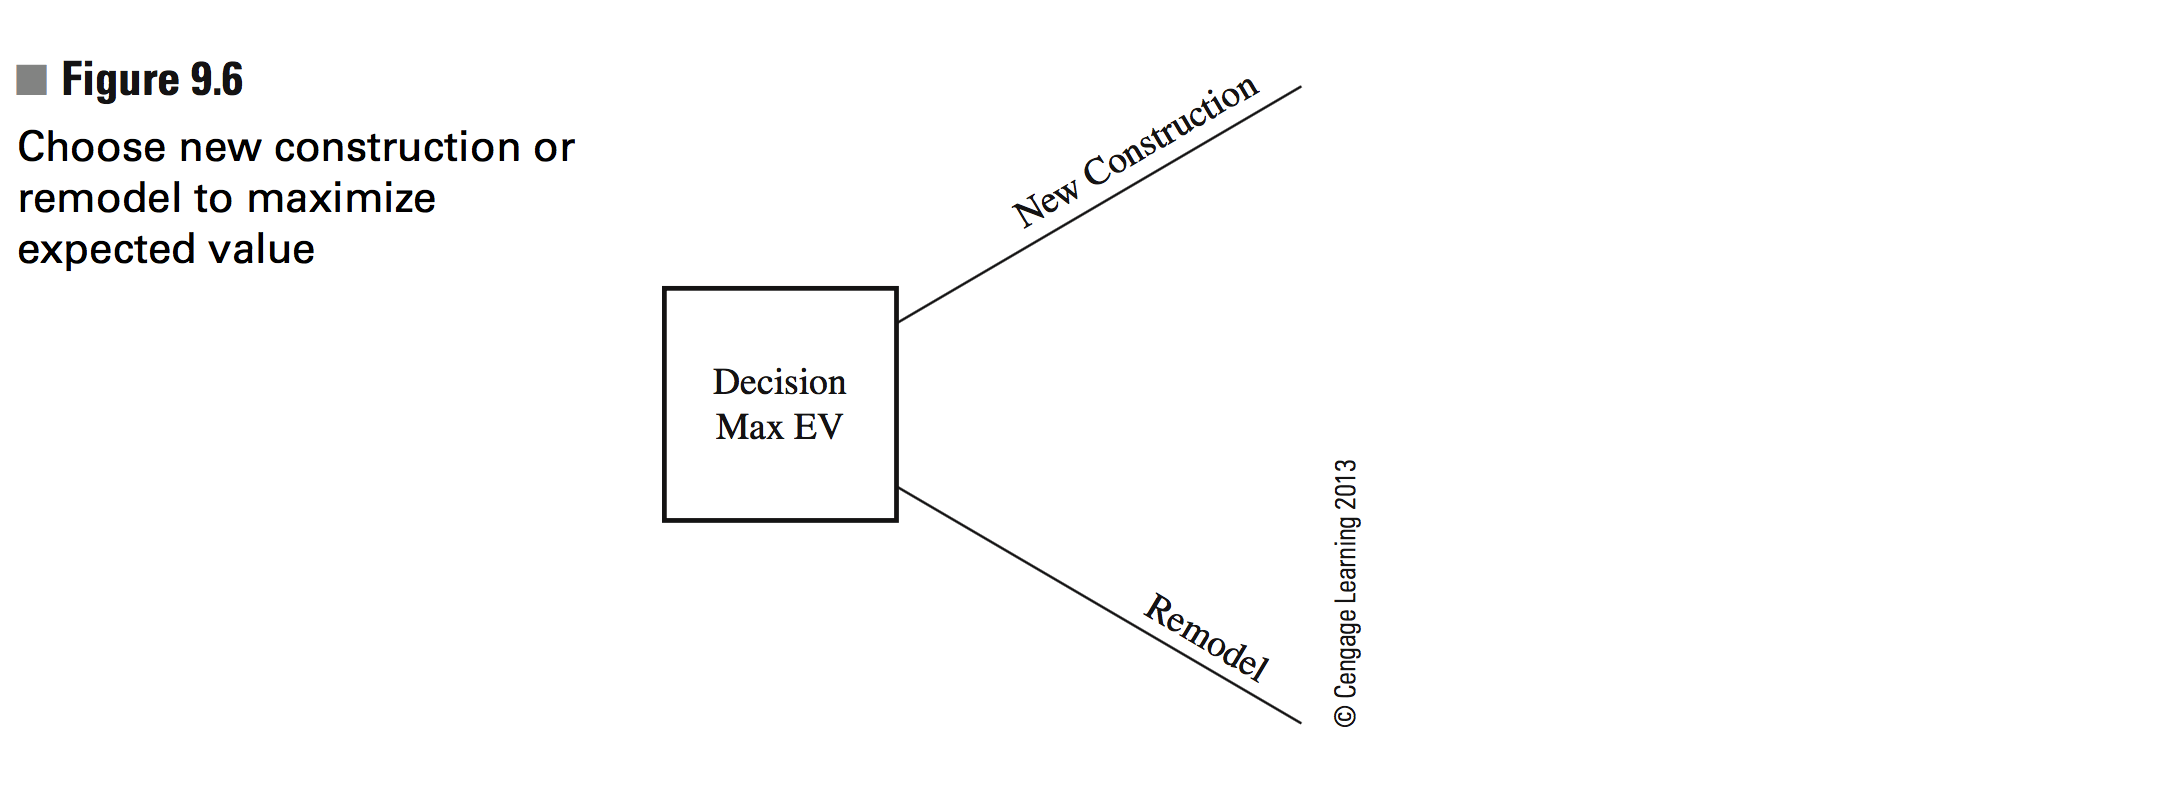 Figure 9.6
Choose new construction or
remodel to maximize
expected value
New Construction
Decision
Max EV
Remodel
© Cengage Learning 2013